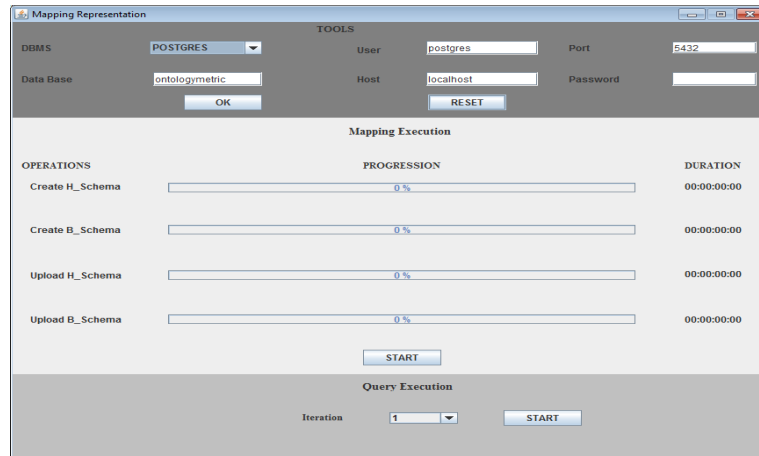 Mapping Representation
TOOLS
DBMS POSTGRES User postgres Port 5432
Data Base ontologymetric Host localhost Password
OK RESET
Mapping Execution
OPERATIONS PROGRESSION DURATION
Create H_Schema 0 % 00:00:00:00
Create B_Schema 0 % 00:00:00:00
Upload H_Schema 0 % 00:00:00:00
Upload B_Schema 0 % 00:00:00:00
START
Query Execution
Iteration 1 START